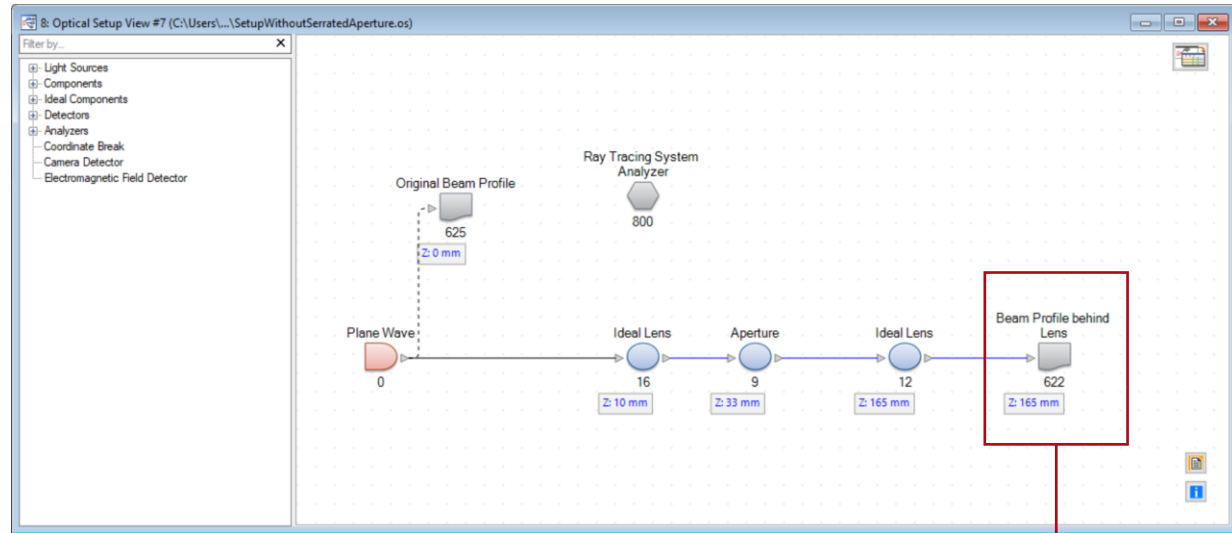 8: Optical Setup View #7 (C:\Users\...\SetupWithoutSerratedAperture.os)
Filter by...
Light Sources
Components
Ideal Components
Detectors
Analyzers
Coordinate Break
Camera Detector
Electromagnetic Field Detector
Ray Tracing System
Analyzer
800
Original Beam Profile
625
Z: 0 mm
Plane Wave
0
Ideal Lens
16
Z: 10 mm
Aperture
9
Z: 33 mm
Ideal Lens
12
Z: 165 mm
Beam Profile behind
Lens
622
Z: 165 mm